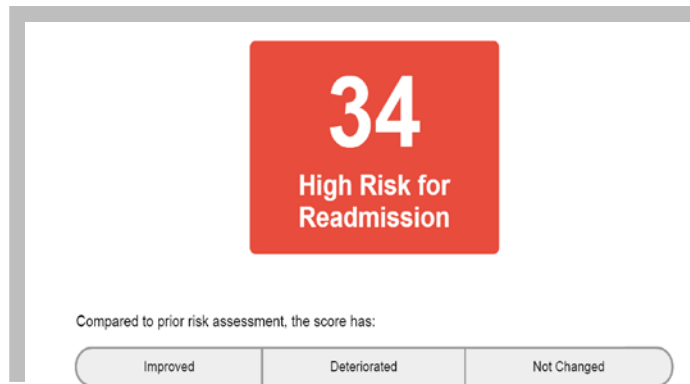 34
High Risk for
Readmission
Compared to prior risk assessment, the score has:
Improved Deteriorated Not Changed